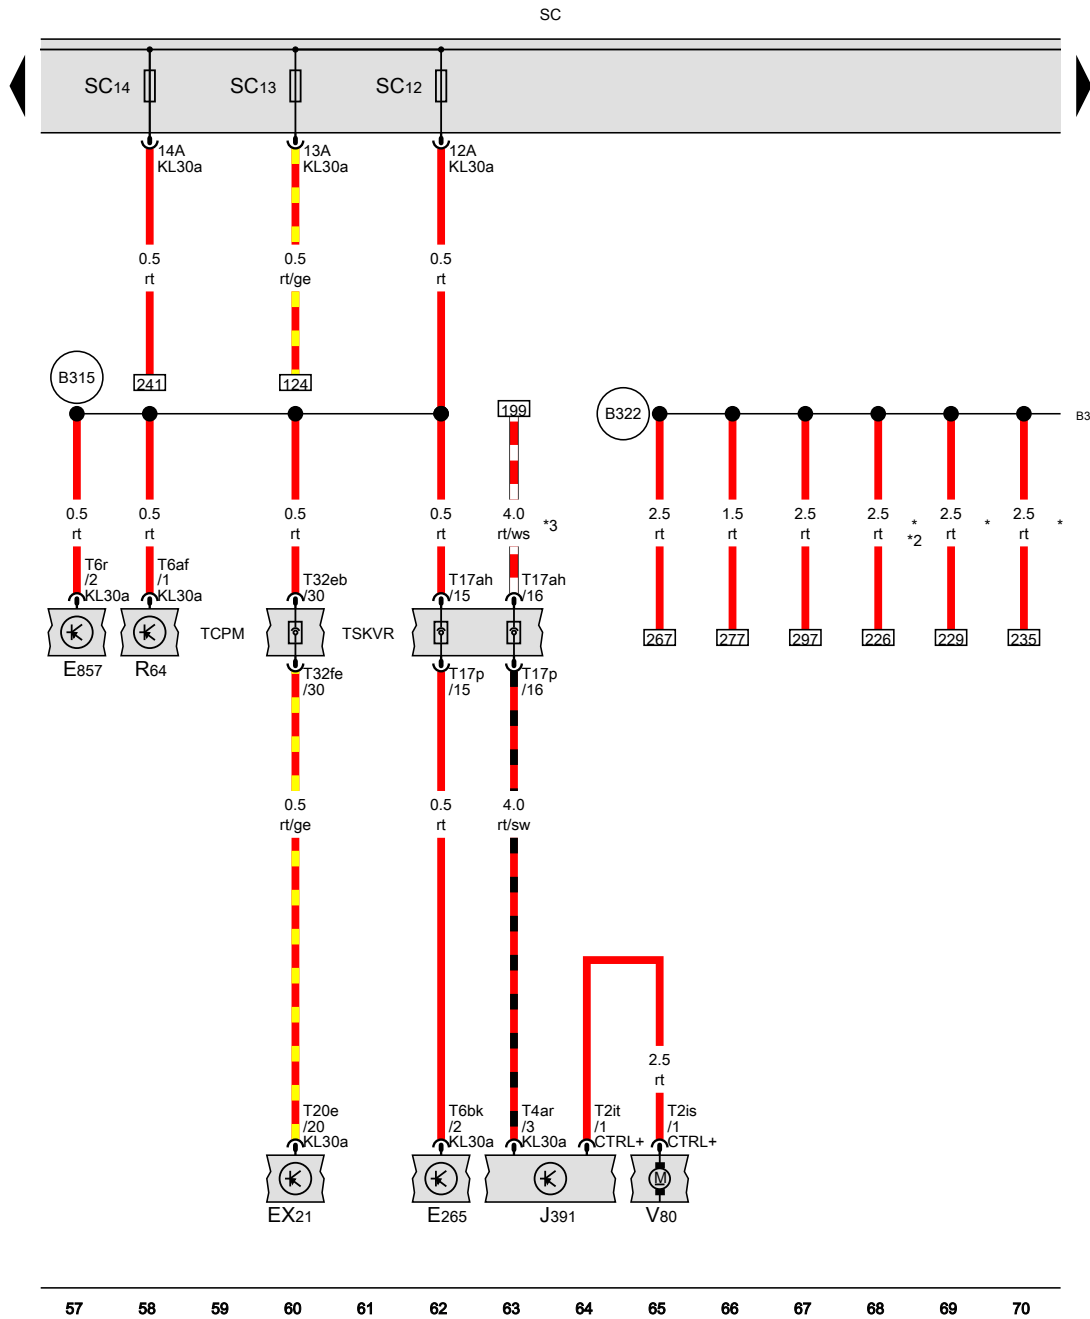 SC
SC14
SC13
SC12
14A
KL30a
13A
KL30a
12A
KL30a
0.5
rt
0.5
rt/ge
0.5
rt
B315
241
124
199
B322
B3
0.5
rt
0.5
rt
0.5
rt
0.5
rt
4.0
rt/ws
*3
2.5
rt
1.5
rt
2.5
rt
2.5
rt
*
*2
2.5
rt
*
2.5
rt
*
T6r
/2
KL30a
T6af
/1
KL30a
T32eb
/30
T17ah
/15
T17ah
/16
TCPM
TSKVR
267
277
297
226
229
235
E857
R64
T32fe
/30
T17p
/15
T17p
/16
0.5
rt/ge
0.5
rt
4.0
rt/sw
2.5
rt
T20e
/20
KL30a
T6bk
/2
KL30a
T4ar
/3
KL30a
T2it
/1
CTRL+
T2is
/1
CTRL+
M
EX21
E265
J391
V80
57 58 59 60 61 62 63 64 65 66 67 68 69 70